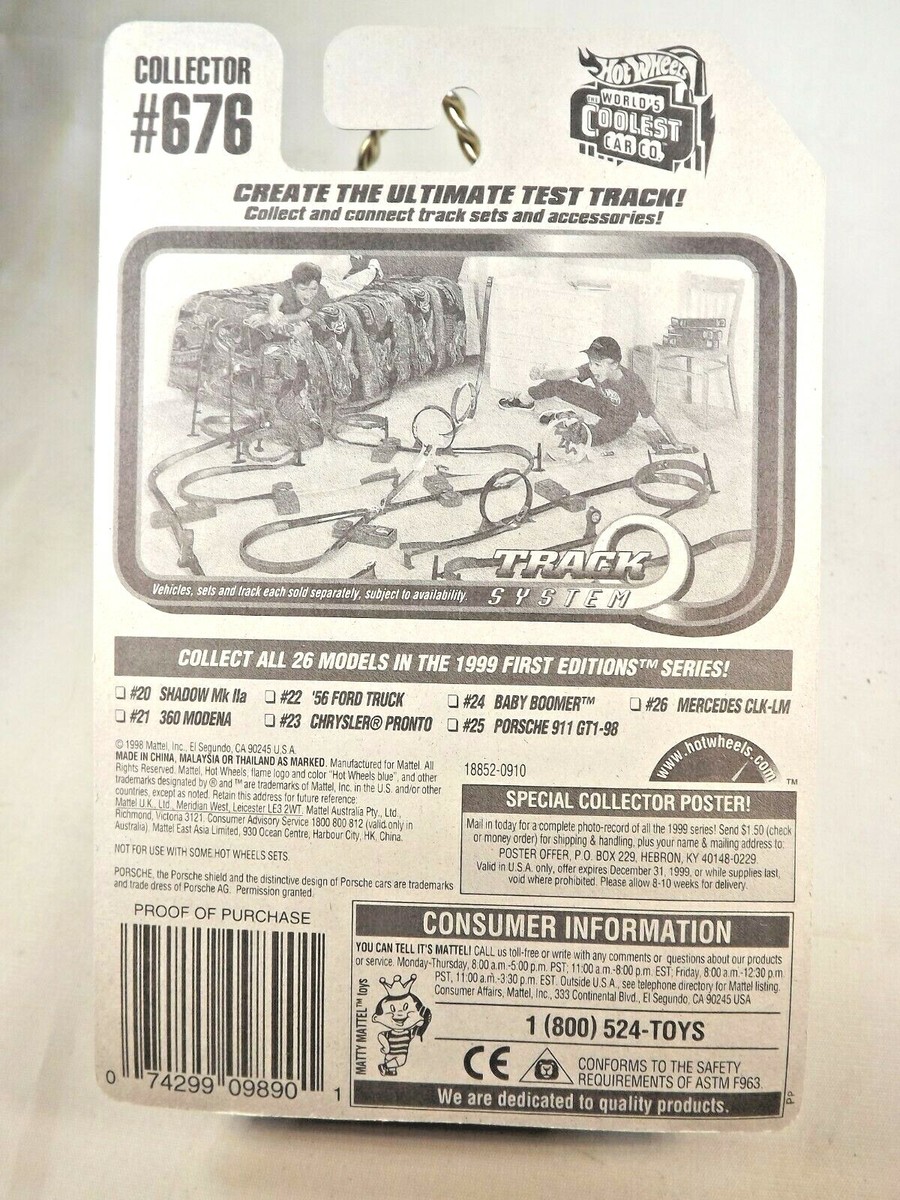 COLLECTOR
#676
HOT WHEELS
THE WORLD'S
COOLEST
CAR CO.
CREATE THE ULTIMATE TEST TRACK!
Collect and connect track sets and accessories!
TRACK
SYSTEM
Vehicles, sets and track each sold separately, subject to availability.
COLLECT ALL 26 MODELS IN THE 1999 FIRST EDITIONS™ SERIES!
❑ #20 SHADOW Mk IIa ❑ #22 '56 FORD TRUCK ❑ #24 BABY BOOMER™ ❑ #26 MERCEDES CLK-LM
❑ #21 360 MODENA ❑ #23 CHRYSLER® PRONTO ❑ #25 PORSCHE 911 GT1-98
© 1998 Mattel, Inc., El Segundo, CA 90245 U.S.A.
MADE IN CHINA, MALAYSIA OR THAILAND AS MARKED. Manufactured for Mattel. All
Rights Reserved. Mattel, Hot Wheels, flame logo and color "Hot Wheels blue", and other
trademarks designated by ® and ™ are trademarks of Mattel, Inc. in the U.S. and/or other
countries, except as noted. Retain this address for future reference:
Mattel U.K., Ltd., Meridian West, Leicester LE3 2WT. Mattel Australia Pty., Ltd.,
Richmond, Victoria 3121. Consumer Advisory Service 1800 800 812 (valid only in
Australia). Mattel East Asia Limited, 930 Ocean Centre, Harbour City, HK, China.
NOT FOR USE WITH SOME HOT WHEELS SETS.
PORSCHE, the Porsche shield and the distinctive design of Porsche cars are trademarks
and trade dress of Porsche AG. Permission granted.
18852-0910
www.hotwheels.com ™
SPECIAL COLLECTOR POSTER!
Mail in today for a complete photo-record of all the 1999 series! Send $1.50 (check
or money order) for shipping & handling, plus your name & mailing address to:
POSTER OFFER, P.O. BOX 229, HEBRON, KY 40148-0229.
Valid in U.S.A. only, offer expires December 31, 1999, or while supplies last,
void where prohibited. Please allow 8-10 weeks for delivery.
PROOF OF PURCHASE
0 74299 09890 1
CONSUMER INFORMATION
YOU CAN TELL IT'S MATTEL! CALL us toll-free or write with any comments or questions about our products
or service. Monday-Thursday, 8:00 a.m.-5:00 p.m. PST; 11:00 a.m.-8:00 p.m. EST; Friday, 8:00 a.m.-12:30 p.m.
PST, 11:00 a.m.-3:30 p.m. EST. Outside U.S.A., see telephone directory for Mattel listing.
Consumer Affairs, Mattel, Inc., 333 Continental Blvd., El Segundo, CA 90245 USA
MATTY MATTEL™ toys
1 (800) 524-TOYS
CE
CONFORMS TO THE SAFETY
REQUIREMENTS OF ASTM F963.
We are dedicated to quality products.
PP